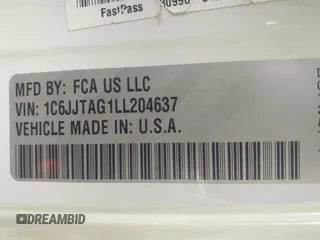 FastPass
MFD BY: FCA US LLC
VIN: 1C6JJTAG1LL204637
VEHICLE MADE IN: U.S.A.
DREAMBID